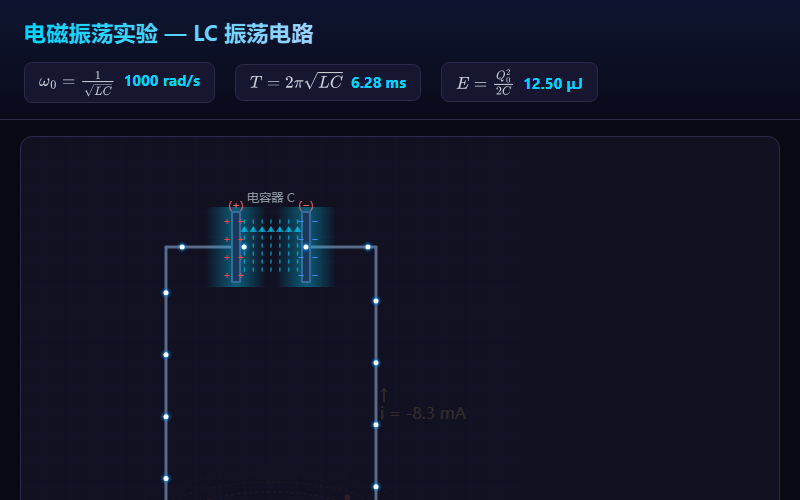 电磁振荡实验 — LC 振荡电路
ω₀ = 1/√LC 1000 rad/s
T = 2π√LC 6.28 ms
E = Q₀²/2C 12.50 μJ
电容器 C
(+) (−)
+ + − −
+ + − −
+ + − −
+ + − −
↑
i = -8.3 mA